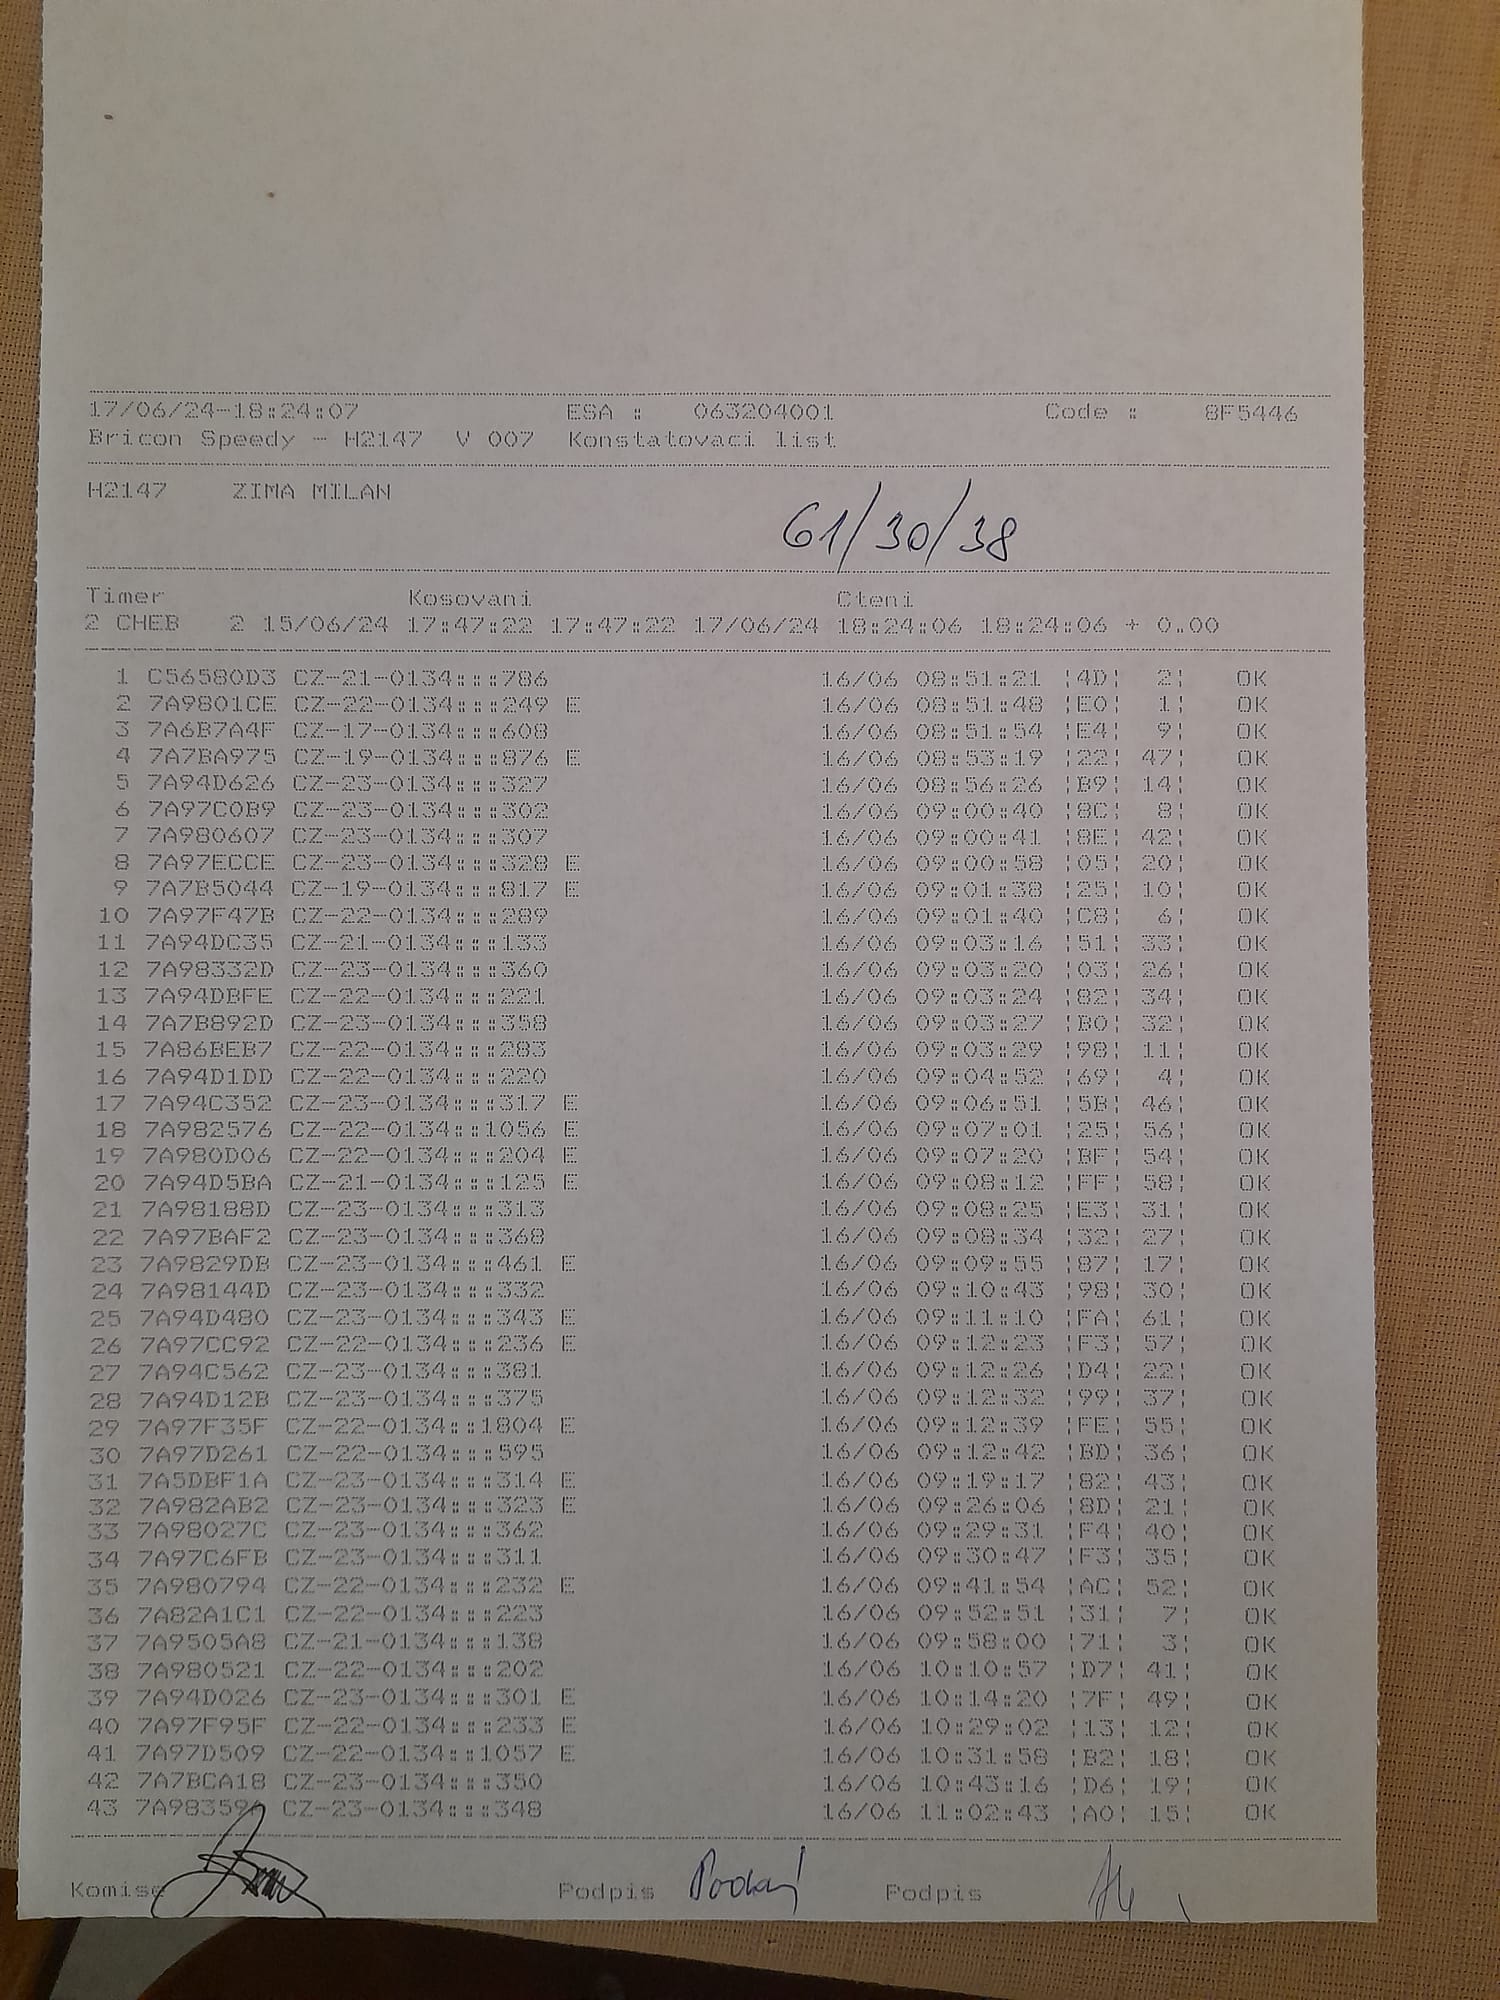 17/06/24-18:24:07 ESA : 063204001 Code : 8F5446
Bricon Speedy - H2147 V 007 Konstatovaci list
H2147 ZIMA MILAN
61/30/38
Timer Kosovani Cteni
2 CHEB 2 15/06/24 17:47:22 17:47:22 17/06/24 18:24:06 18:24:06 + 0.00
1 C56580D3 CZ-21-0134:::786 16/06 08:51:21 ¦4D¦ 2¦ OK
2 7A9801CE CZ-22-0134:::249 E 16/06 08:51:48 ¦E0¦ 1¦ OK
3 7A6B7A4F CZ-17-0134:::608 16/06 08:51:54 ¦E4¦ 9¦ OK
4 7A7BA975 CZ-19-0134:::876 E 16/06 08:53:19 ¦22¦ 47¦ OK
5 7A94D626 CZ-23-0134:::327 16/06 08:56:26 ¦B9¦ 14¦ OK
6 7A97C0B9 CZ-23-0134:::302 16/06 09:00:40 ¦8C¦ 8¦ OK
7 7A980607 CZ-23-0134:::307 16/06 09:00:41 ¦8E¦ 42¦ OK
8 7A97ECCE CZ-23-0134:::328 E 16/06 09:00:58 ¦05¦ 20¦ OK
9 7A7B5044 CZ-19-0134:::817 E 16/06 09:01:38 ¦25¦ 10¦ OK
10 7A97F47B CZ-22-0134:::289 16/06 09:01:40 ¦C8¦ 6¦ OK
11 7A94DC35 CZ-21-0134:::133 16/06 09:03:16 ¦51¦ 33¦ OK
12 7A98332D CZ-23-0134:::360 16/06 09:03:20 ¦03¦ 26¦ OK
13 7A94DBFE CZ-22-0134:::221 16/06 09:03:24 ¦82¦ 34¦ OK
14 7A7B892D CZ-23-0134:::358 16/06 09:03:27 ¦B0¦ 32¦ OK
15 7A86BEB7 CZ-22-0134:::283 16/06 09:03:29 ¦98¦ 11¦ OK
16 7A94D1DD CZ-22-0134:::220 16/06 09:04:52 ¦69¦ 4¦ OK
17 7A94C352 CZ-23-0134:::317 E 16/06 09:06:51 ¦5B¦ 46¦ OK
18 7A982576 CZ-22-0134::1056 E 16/06 09:07:01 ¦25¦ 56¦ OK
19 7A980D06 CZ-22-0134:::204 E 16/06 09:07:20 ¦BF¦ 54¦ OK
20 7A94D5BA CZ-21-0134:::125 E 16/06 09:08:12 ¦FF¦ 58¦ OK
21 7A98188D CZ-23-0134:::313 16/06 09:08:25 ¦E3¦ 31¦ OK
22 7A97BAF2 CZ-23-0134:::368 16/06 09:08:34 ¦32¦ 27¦ OK
23 7A9829DB CZ-23-0134:::461 E 16/06 09:09:55 ¦87¦ 17¦ OK
24 7A98144D CZ-23-0134:::332 16/06 09:10:43 ¦98¦ 30¦ OK
25 7A94D480 CZ-23-0134:::343 E 16/06 09:11:10 ¦FA¦ 61¦ OK
26 7A97CC92 CZ-22-0134:::236 E 16/06 09:12:23 ¦F3¦ 57¦ OK
27 7A94C562 CZ-23-0134:::381 16/06 09:12:26 ¦D4¦ 22¦ OK
28 7A94D12B CZ-23-0134:::375 16/06 09:12:32 ¦99¦ 37¦ OK
29 7A97F35F CZ-22-0134::1804 E 16/06 09:12:39 ¦FE¦ 55¦ OK
30 7A97D261 CZ-22-0134:::595 16/06 09:12:42 ¦BD¦ 36¦ OK
31 7A5DBF1A CZ-23-0134:::314 E 16/06 09:19:17 ¦82¦ 43¦ OK
32 7A982AB2 CZ-23-0134:::323 E 16/06 09:26:06 ¦8D¦ 21¦ OK
33 7A98027C CZ-23-0134:::362 16/06 09:29:31 ¦F4¦ 40¦ OK
34 7A97C6FB CZ-23-0134:::311 16/06 09:30:47 ¦F3¦ 35¦ OK
35 7A980794 CZ-22-0134:::232 E 16/06 09:41:54 ¦AC¦ 52¦ OK
36 7A82A1C1 CZ-22-0134:::223 16/06 09:52:51 ¦31¦ 7¦ OK
37 7A9505A8 CZ-21-0134:::138 16/06 09:58:00 ¦71¦ 3¦ OK
38 7A980521 CZ-22-0134:::202 16/06 10:10:57 ¦D7¦ 41¦ OK
39 7A94D026 CZ-23-0134:::301 E 16/06 10:14:20 ¦7F¦ 49¦ OK
40 7A97F95F CZ-22-0134:::233 E 16/06 10:29:02 ¦13¦ 12¦ OK
41 7A97D509 CZ-22-0134::1057 E 16/06 10:31:58 ¦B2¦ 18¦ OK
42 7A7BCA18 CZ-23-0134:::350 16/06 10:43:16 ¦D6¦ 19¦ OK
43 CZ-23-0134:::348 16/06 11:02:43 ¦A0¦ 15¦ OK
Komise Podpis Podpis